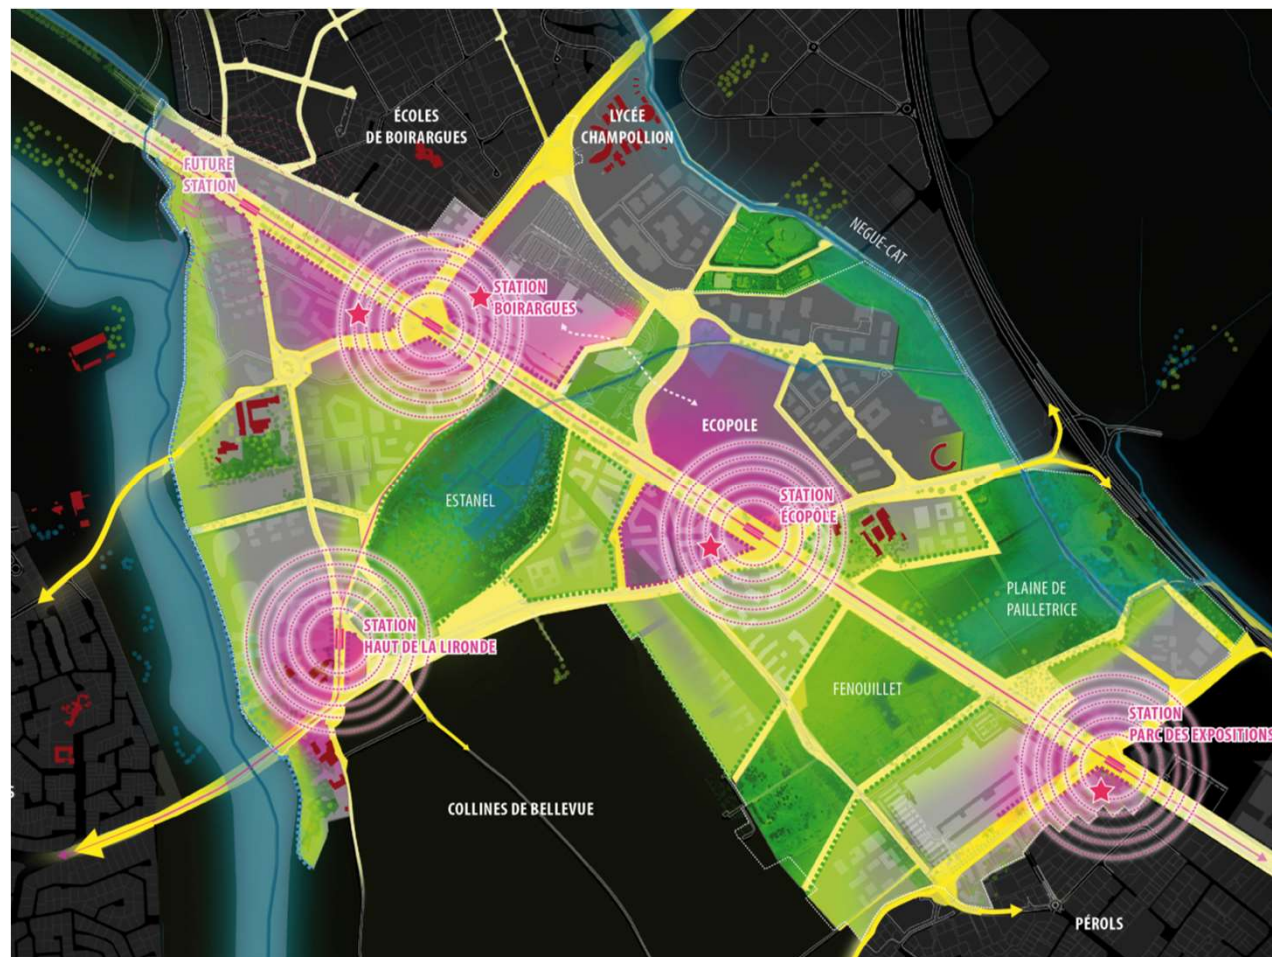 ÉCOLES
DE BOIRARGUES
LYCÉE
CHAMPOLLION
FUTURE
STATION
NEGUE-CAT
STATION
BOIRARGUES
ECOPOLE
STATION
ÉCOPÔLE
ESTANEL
PLAINE DE
PAILLETRICE
STATION
HAUT DE LA LIRONDE
FENOUILLET
STATION
PARC DES EXPOSITIONS
S
COLLINES DE BELLEVUE
PÉROLS